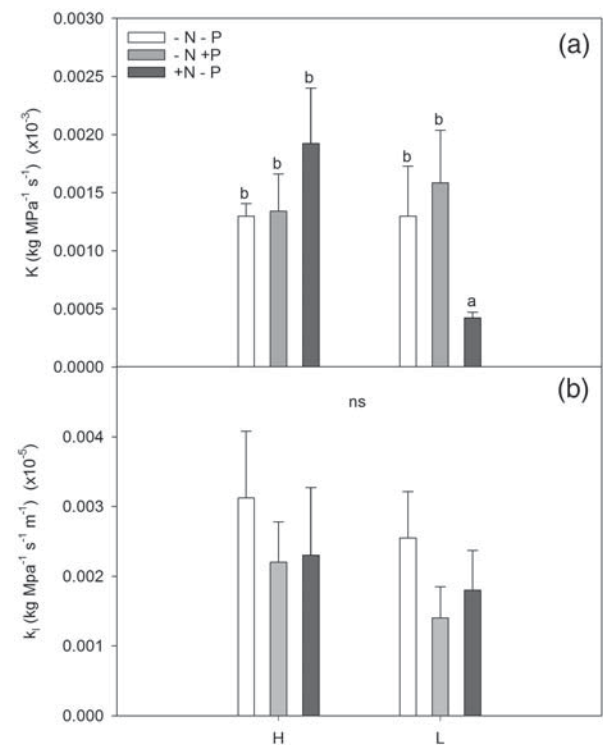 0.0030
- N - P
- N +P
+N - P
(a)
0.0025
0.0020
0.0015
0.0010
0.0005
0.0000
K (kg MPa⁻¹ s⁻¹) (x10⁻³)
b
b
b
b
b
a
(b)
ns
0.004
0.003
0.002
0.001
0.000
kₗ (kg Mpa⁻¹ s⁻¹ m⁻¹) (x10⁻⁵)
H
L